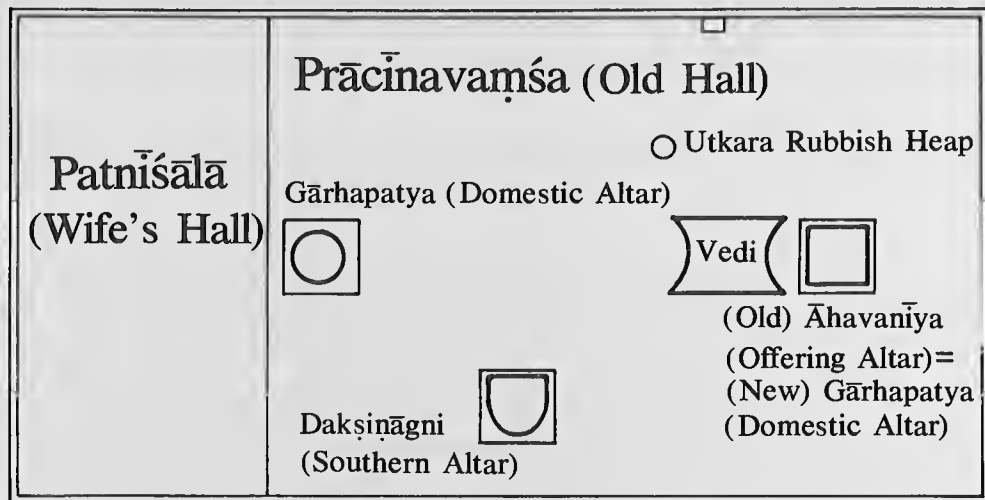 Prācīnavaṃśa (Old Hall)
Utkara Rubbish Heap
Patnīśālā
(Wife's Hall)
Gārhapatya (Domestic Altar)
Vedi
(Old) Āhavanīya
(Offering Altar)=
(New) Gārhapatya
(Domestic Altar)
Dakṣiṇāgni
(Southern Altar)